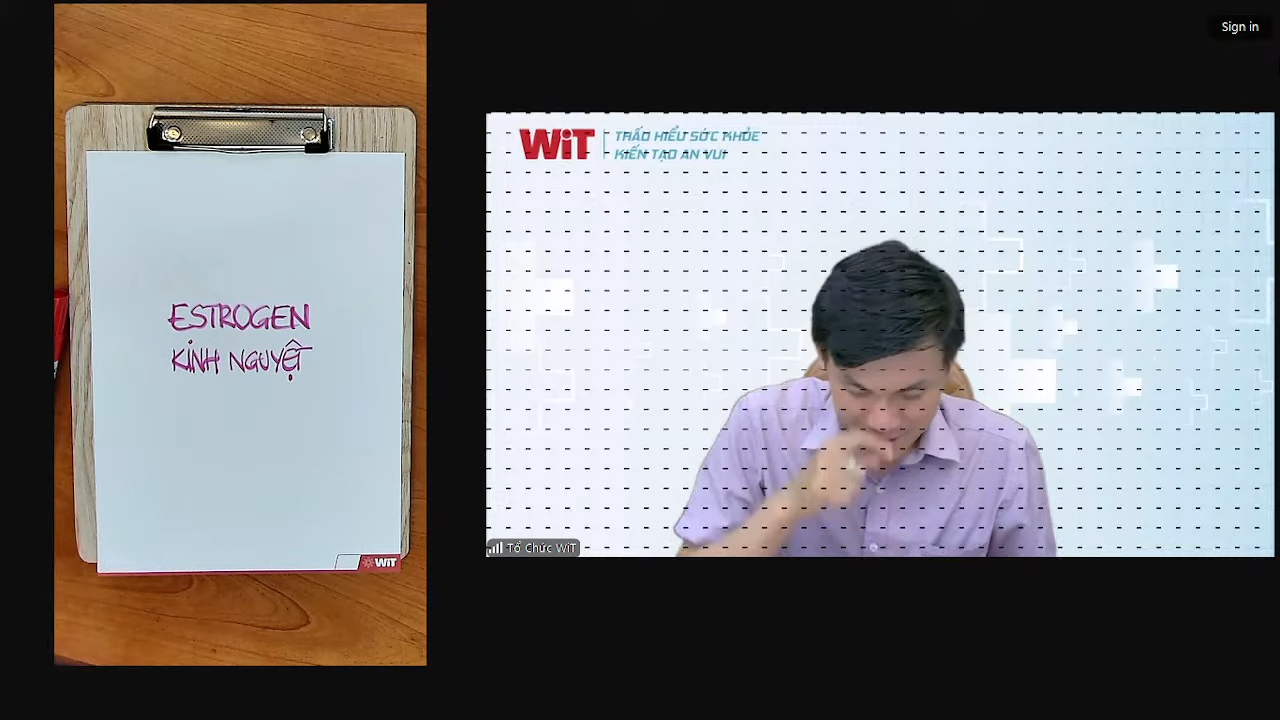 Sign in
WiT
THẤU HIỂU SỨC KHỎE
KIẾN TẠO AN VUI
ESTROGEN
KINH NGUYỆT
WiT
Tổ Chức WiT